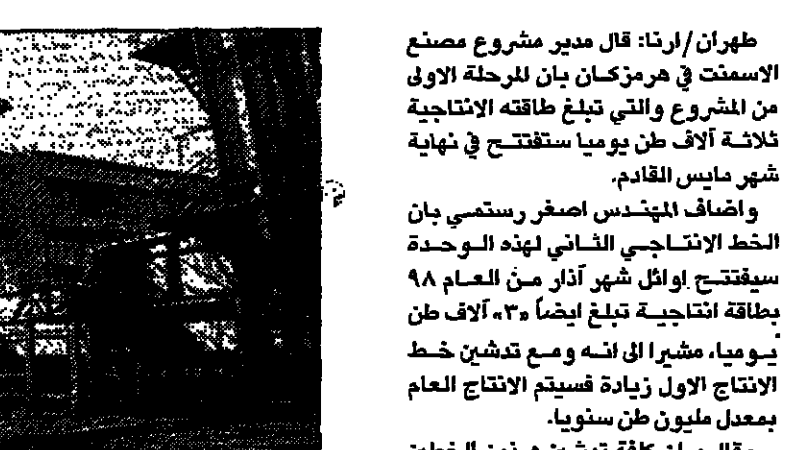 طهران/ارنا: قال مدير مشروع مصنع
الاسمنت في هرمزكان بان المرحلة الاولى
من المشروع والتي تبلغ طاقته الانتاجية
ثلاثة آلاف طن يوميا ستفتتح في نهاية
شهر مايس القادم.
واضاف المهندس اصغر رستمي بان
الخط الانتاجي الثاني لهذه الوحدة
سيفتتح اوائل شهر آذار من العام ٩٨
بطاقة انتاجية تبلغ ايضاً «٣» آلاف طن
يوميا، مشيرا الى انه ومع تدشين خط
الانتاج الاول زيادة فسيتم الانتاج العام
بمعدل مليون طن سنويا.